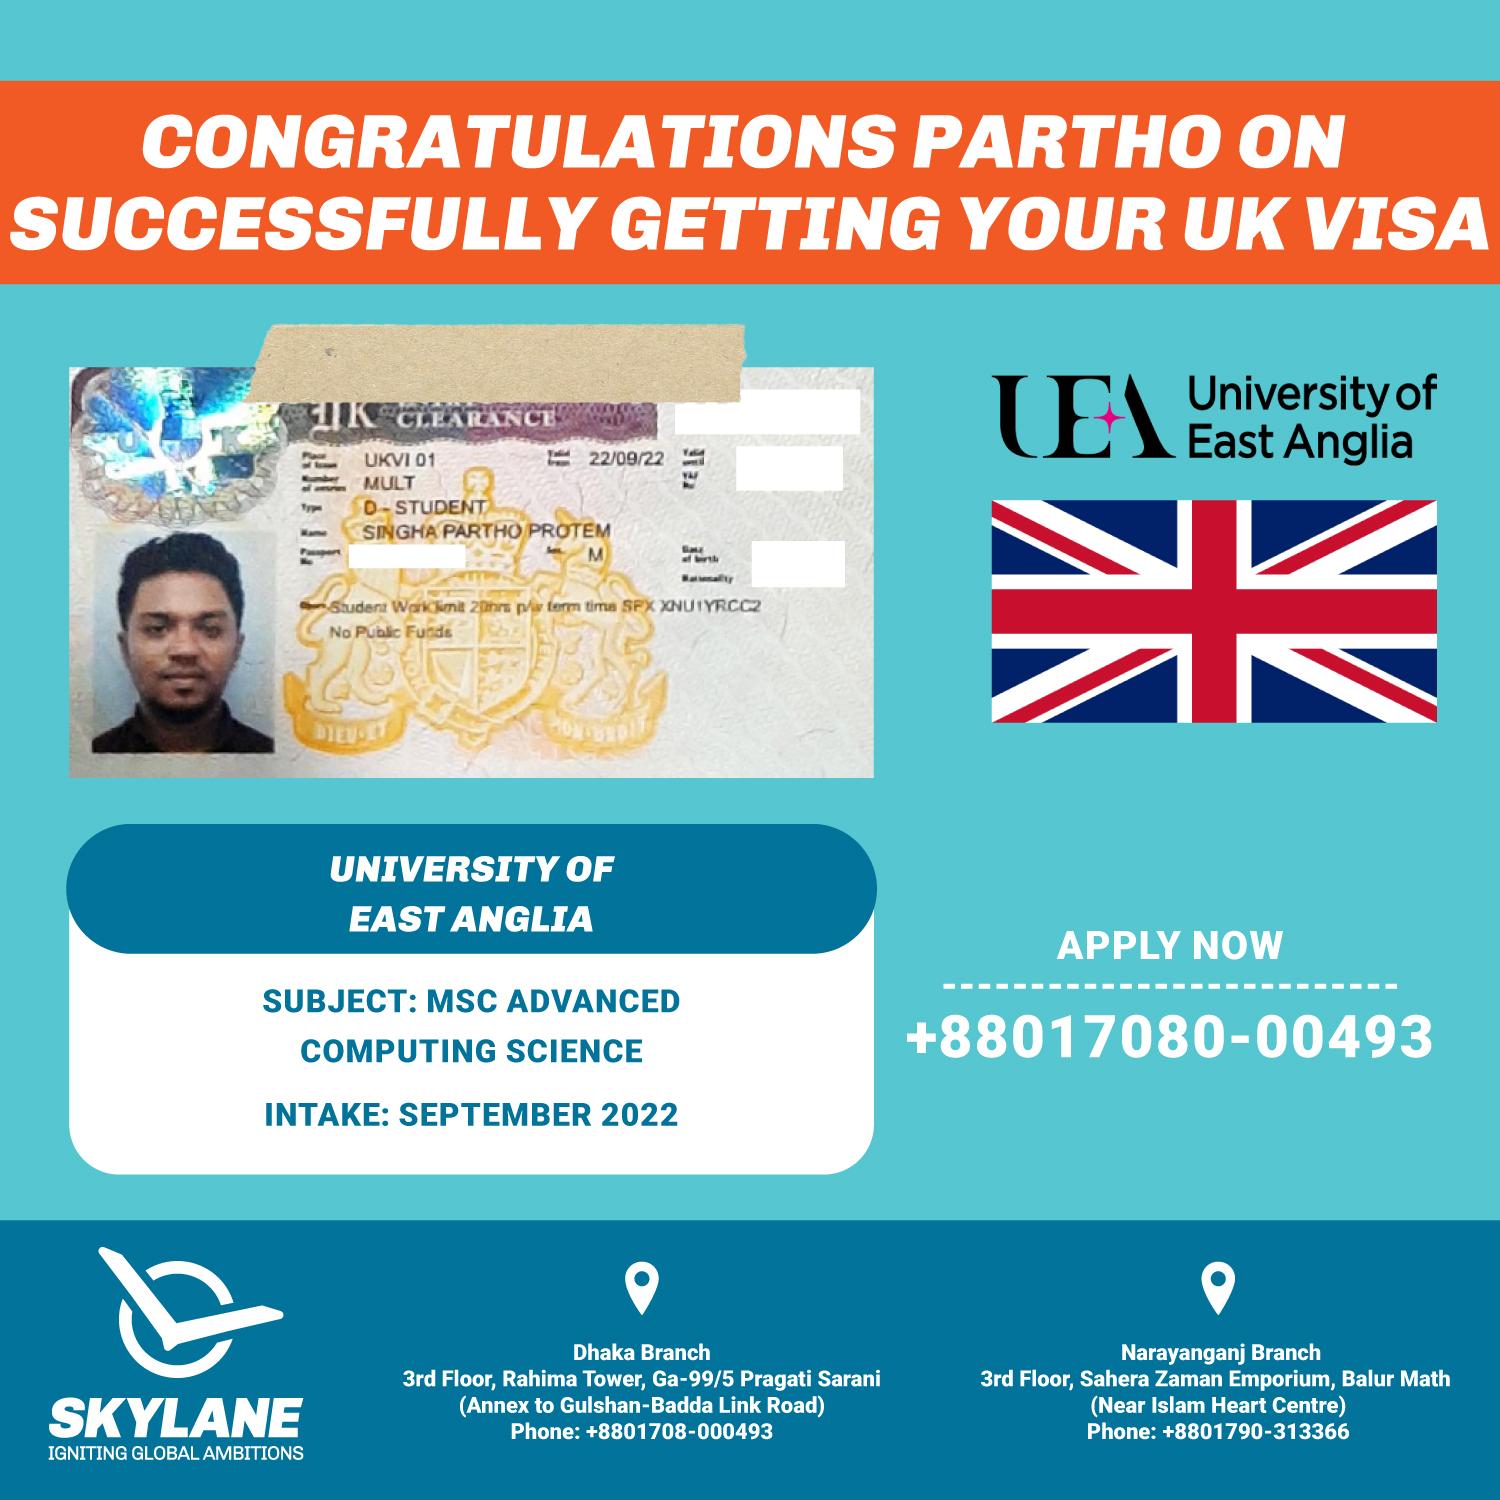 CONGRATULATIONS PARTHO ON
SUCCESSFULLY GETTING YOUR UK VISA
UK
CLEARANCE
Place of Issue UKVI 01 Valid from 22/09/22 Valid until
Number of entries MULT
Type D - STUDENT
Name SINGHA PARTHO PROTEM
Passport No Sex M Date of birth
Nationality
Student Work limit 20hrs p/w term time SPX XNU1YRCC2
No Public Funds
DIEU ET MON DROIT
UEA University of
East Anglia
UNIVERSITY OF
EAST ANGLIA
SUBJECT: MSC ADVANCED
COMPUTING SCIENCE
INTAKE: SEPTEMBER 2022
APPLY NOW
+88017080-00493
SKYLANE
IGNITING GLOBAL AMBITIONS
Dhaka Branch
3rd Floor, Rahima Tower, Ga-99/5 Pragati Sarani
(Annex to Gulshan-Badda Link Road)
Phone: +8801708-000493
Narayanganj Branch
3rd Floor, Sahera Zaman Emporium, Balur Math
(Near Islam Heart Centre)
Phone: +8801790-313366